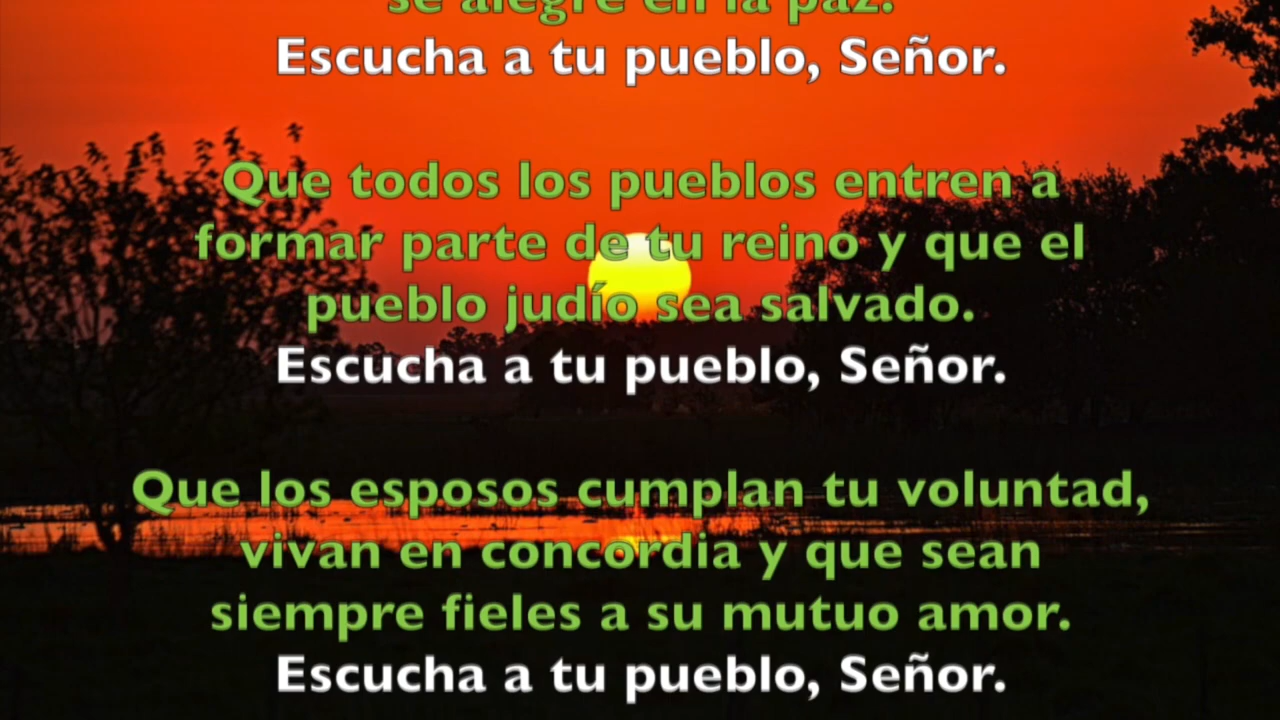 se alegre en la paz.
Escucha a tu pueblo, Señor.
Que todos los pueblos entren a
formar parte de tu reino y que el
pueblo judío sea salvado.
Escucha a tu pueblo, Señor.
Que los esposos cumplan tu voluntad,
vivan en concordia y que sean
siempre fieles a su mutuo amor.
Escucha a tu pueblo, Señor.